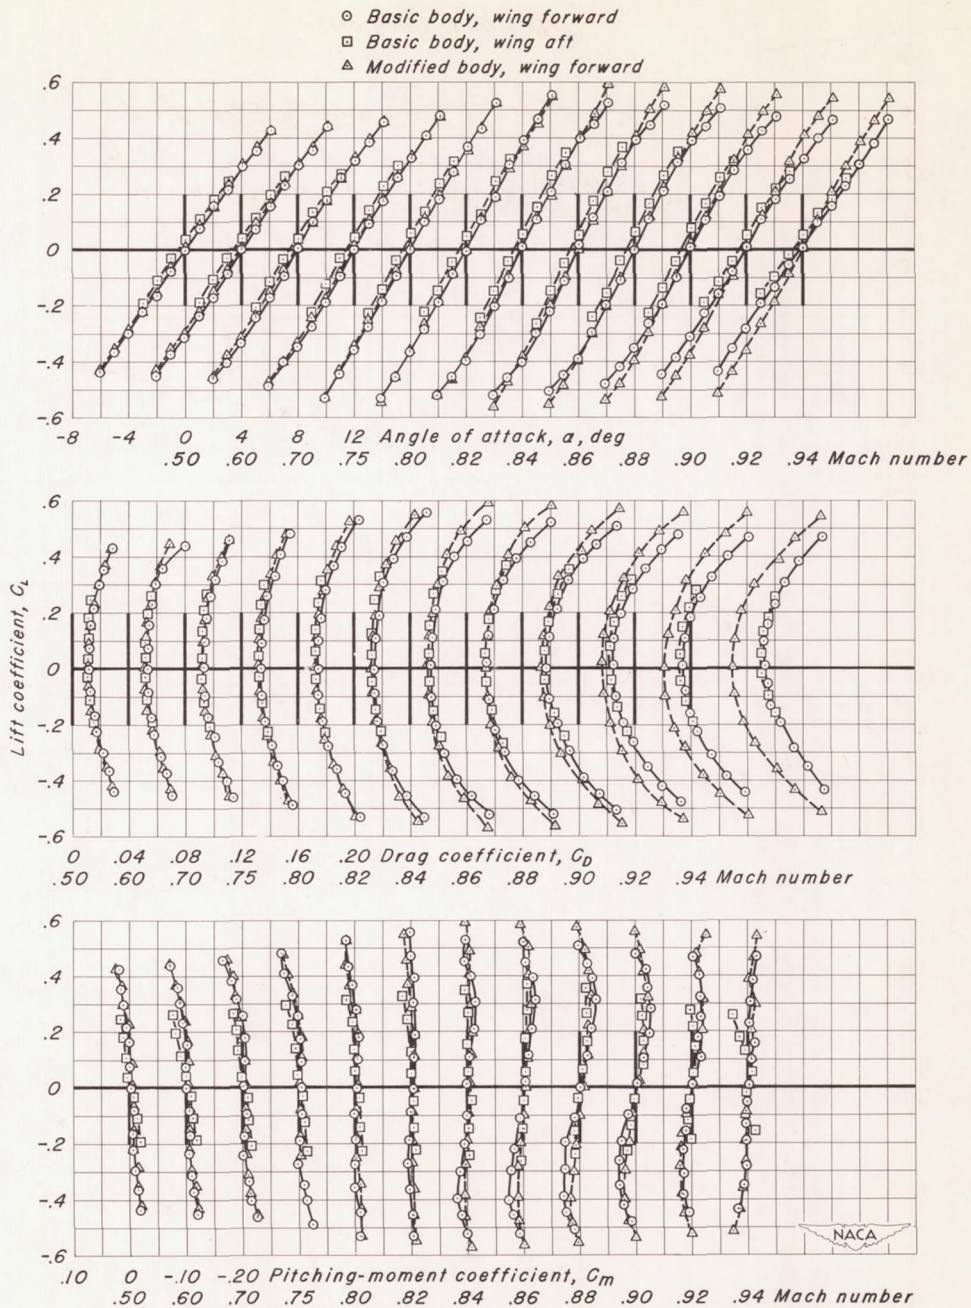 Basic body, wing forward
Basic body, wing aft
Modified body, wing forward
.6
.4
.2
0
-.2
-.4
-.6
-8 -4 0 4 8 12 Angle of attack, α, deg
.50 .60 .70 .75 .80 .82 .84 .86 .88 .90 .92 .94 Mach number
Lift coefficient, CL
.6
.4
.2
0
-.2
-.4
-.6
0 .04 .08 .12 .16 .20 Drag coefficient, CD
.50 .60 .70 .75 .80 .82 .84 .86 .88 .90 .92 .94 Mach number
.6
.4
.2
0
-.2
-.4
-.6
NACA
.10 0 -.10 -.20 Pitching-moment coefficient, Cm
.50 .60 .70 .75 .80 .82 .84 .86 .88 .90 .92 .94 Mach number